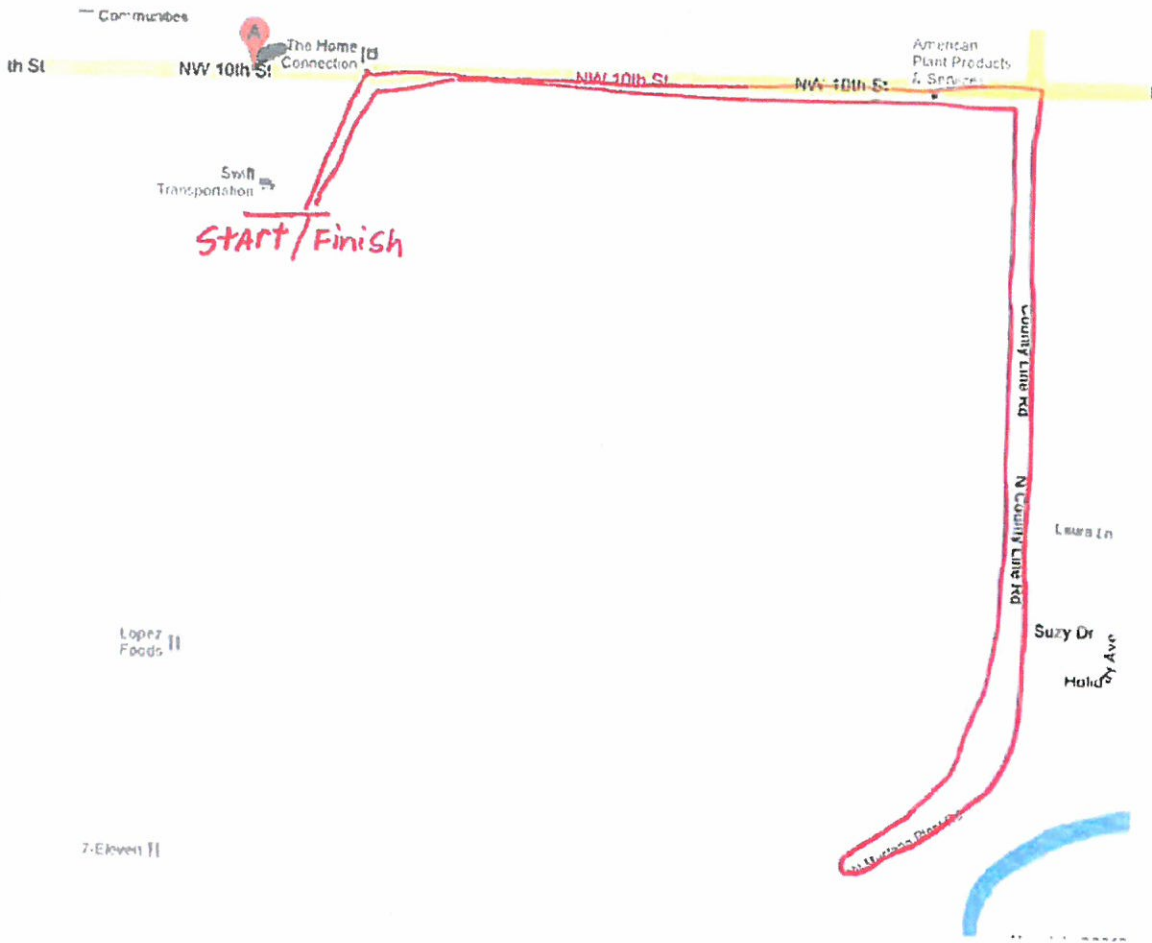 Communities
A
The Home
Connection
th St
NW 10th St
NW 10th St
NW 10th St
American
Plant Products
& Services
Swift
Transportation
START / Finish
County Line Rd
N County Line Rd
Laura Ln
Suzy Dr
Lopez
Foods
7-Eleven